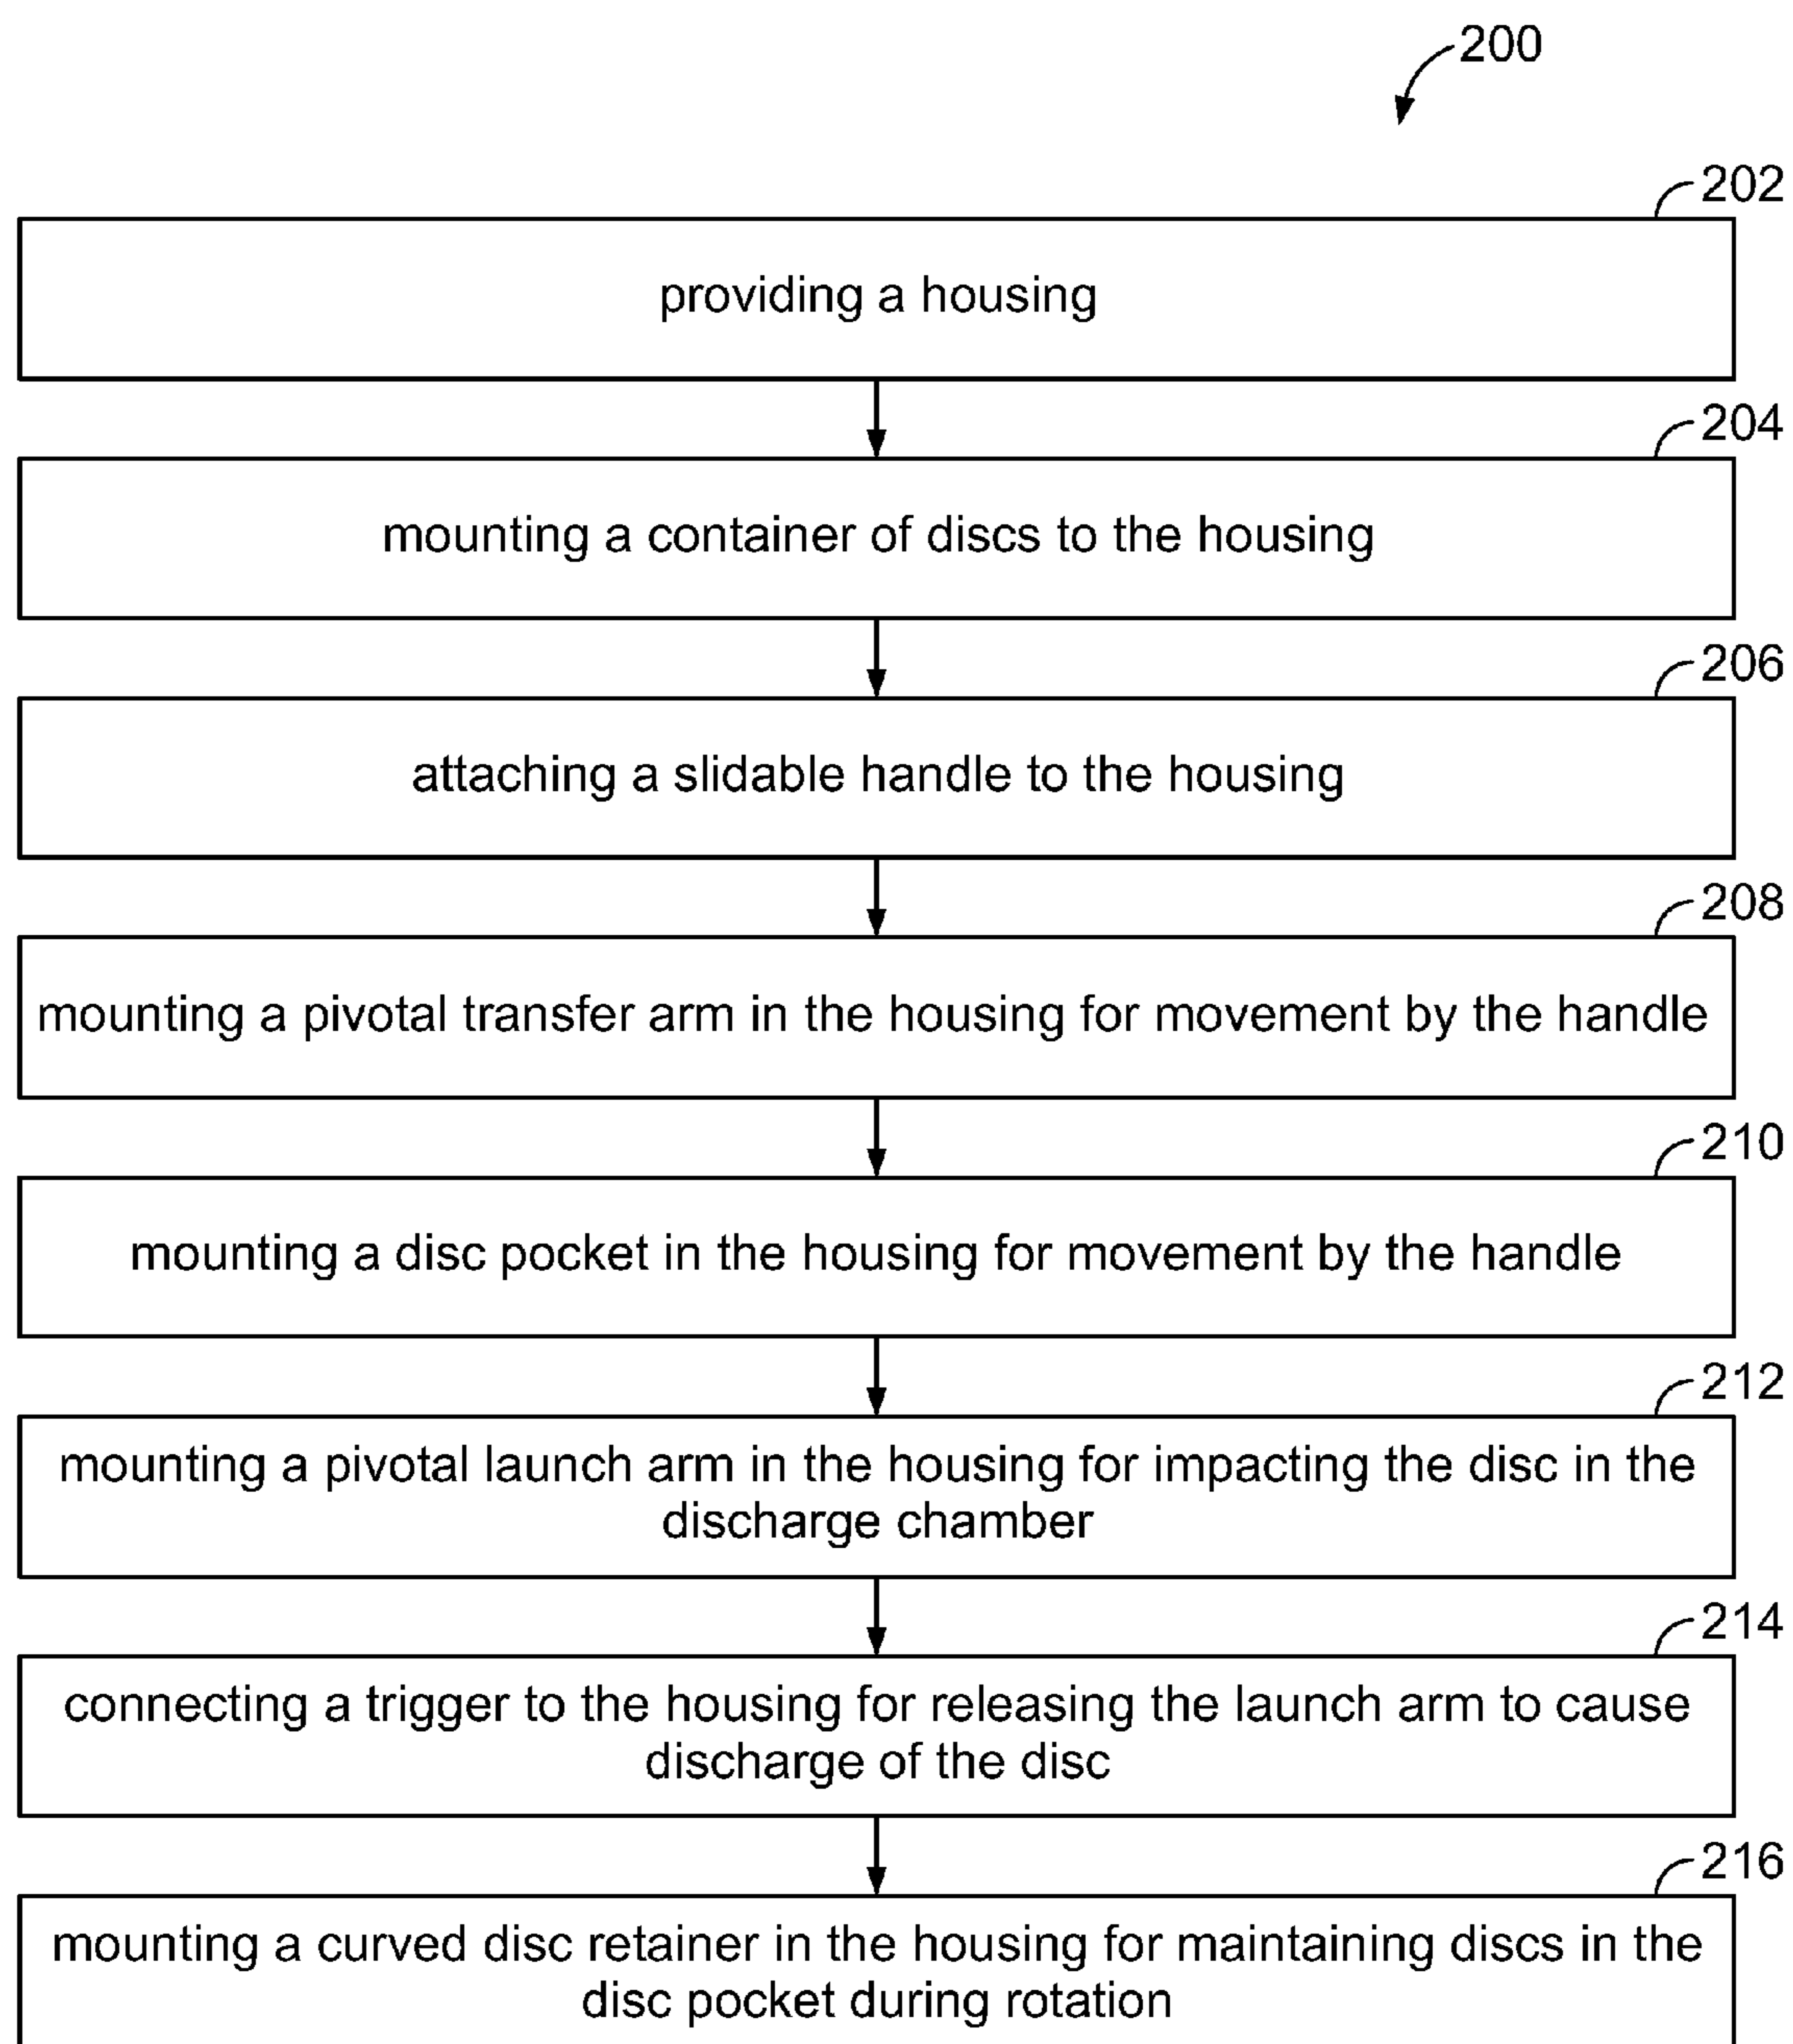 200
202
providing a housing
204
mounting a container of discs to the housing
206
attaching a slidable handle to the housing
208
mounting a pivotal transfer arm in the housing for movement by the handle
210
mounting a disc pocket in the housing for movement by the handle
212
mounting a pivotal launch arm in the housing for impacting the disc in the
discharge chamber
214
connecting a trigger to the housing for releasing the launch arm to cause
discharge of the disc
216
mounting a curved disc retainer in the housing for maintaining discs in the
disc pocket during rotation